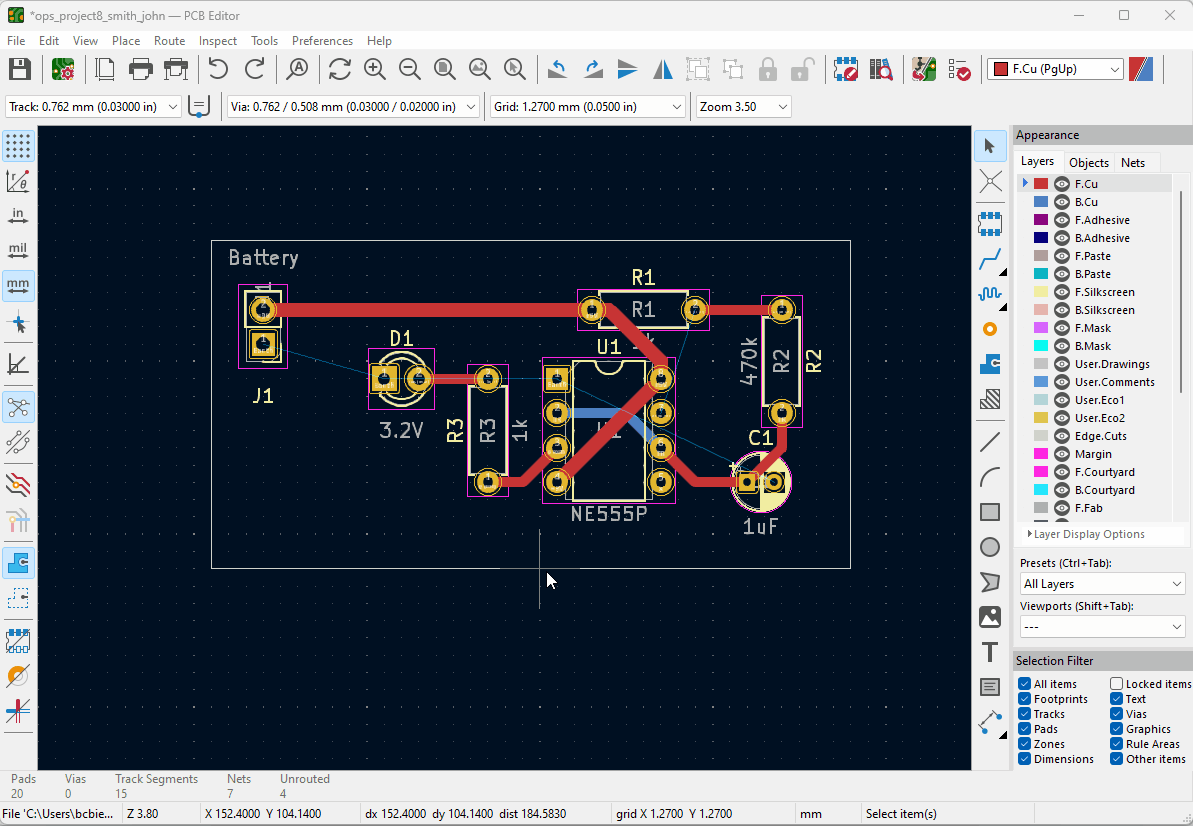 *ops_project8_smith_john — PCB Editor
File Edit View Place Route Inspect Tools Preferences Help
F.Cu (PgUp)
Track: 0.762 mm (0.03000 in)
Via: 0.762 / 0.508 mm (0.03000 / 0.02000 in)
Grid: 1.2700 mm (0.0500 in)
Zoom 3.50
in
mil
mm
Battery
J1
D1
3.2V
R3
R3
1k
R1
R1
1k
U1
U1
NE555P
470k
R2
R2
C1
1uF
Appearance
Layers Objects Nets
F.Cu
B.Cu
F.Adhesive
B.Adhesive
F.Paste
B.Paste
F.Silkscreen
B.Silkscreen
F.Mask
B.Mask
User.Drawings
User.Comments
User.Eco1
User.Eco2
Edge.Cuts
Margin
F.Courtyard
B.Courtyard
F.Fab
Layer Display Options
Presets (Ctrl+Tab):
All Layers
Viewports (Shift+Tab):
---
Selection Filter
All items Locked items
Footprints Text
Tracks Vias
Pads Graphics
Zones Rule Areas
Dimensions Other items
Pads Vias Track Segments Nets Unrouted
20 0 15 7 4
File 'C:\Users\bcbie... Z 3.80 X 152.4000 Y 104.1400 dx 152.4000 dy 104.1400 dist 184.5830 grid X 1.2700 Y 1.2700 mm Select item(s)